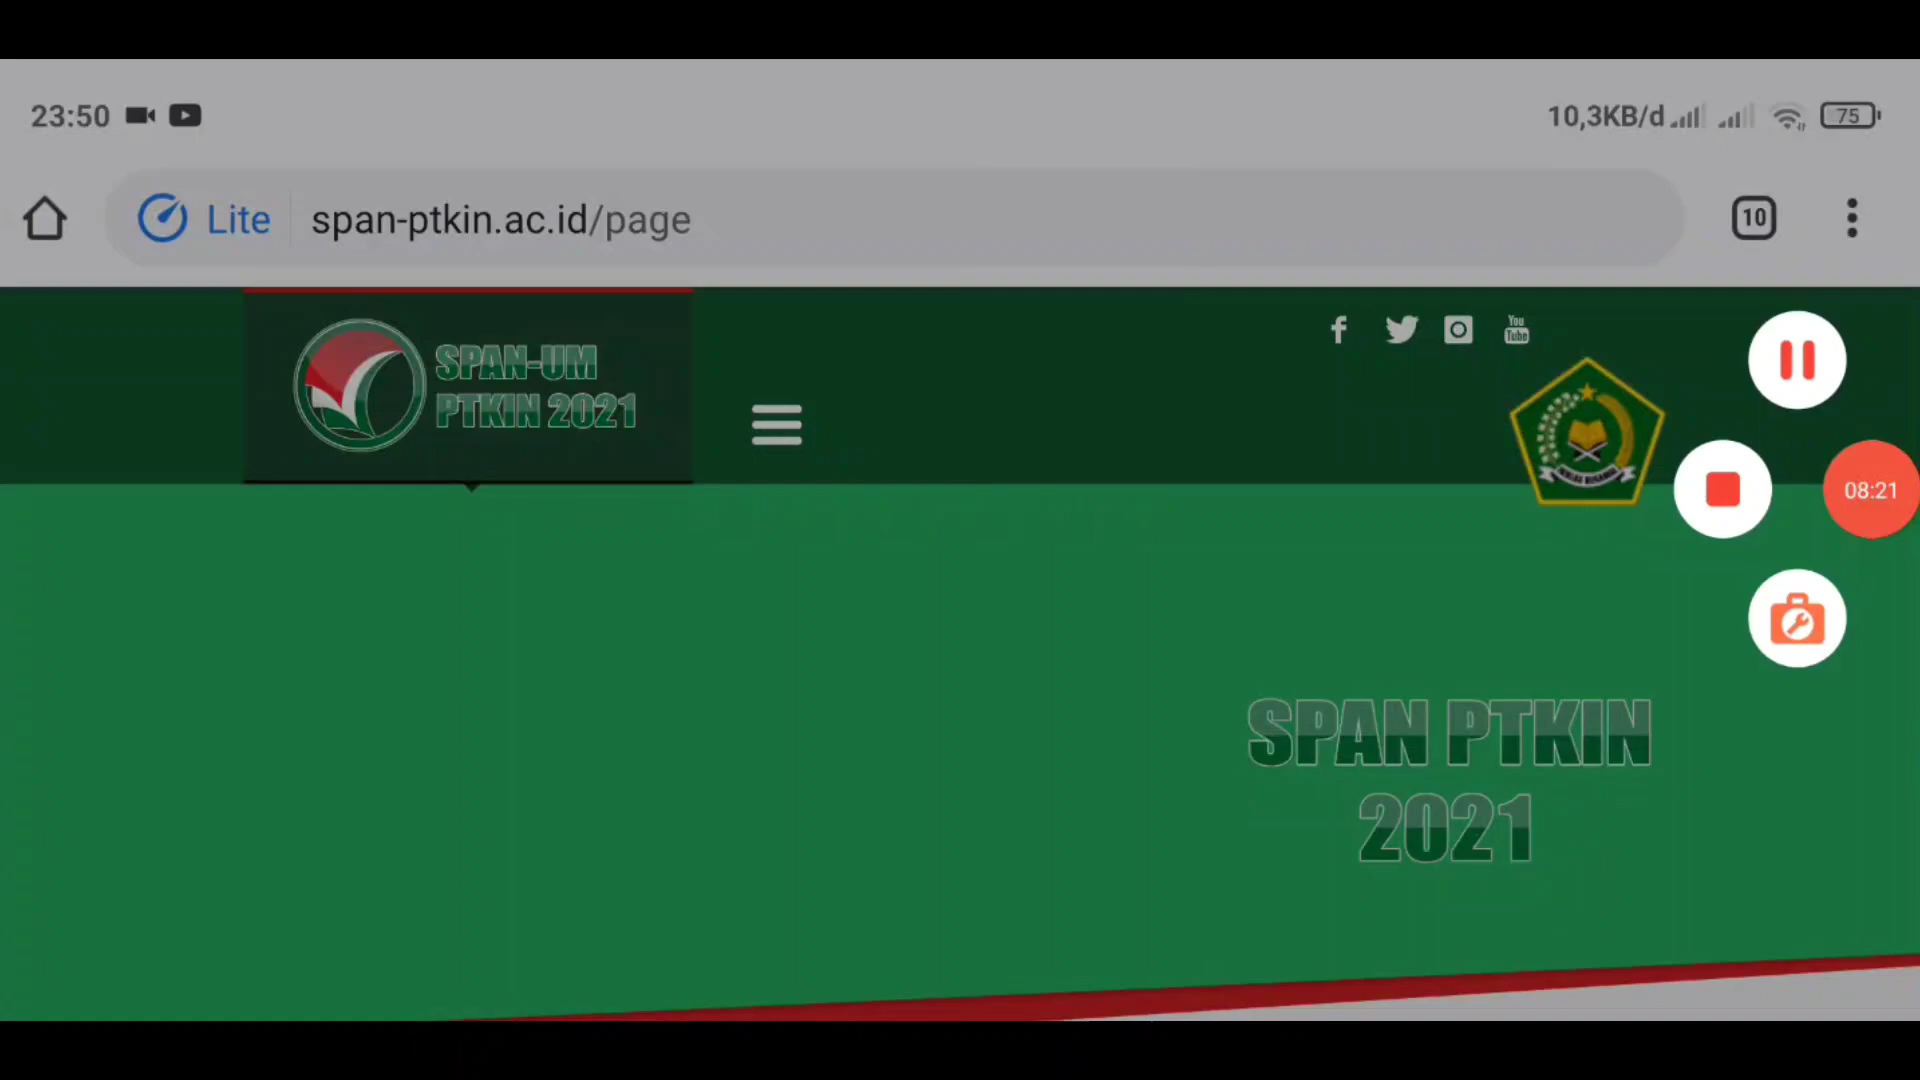 23:50
10,3KB/d
75
Lite
span-ptkin.ac.id/page
10
SPAN-UM
PTKIN 2021
You
Tube
08:21
SPAN PTKIN
2021